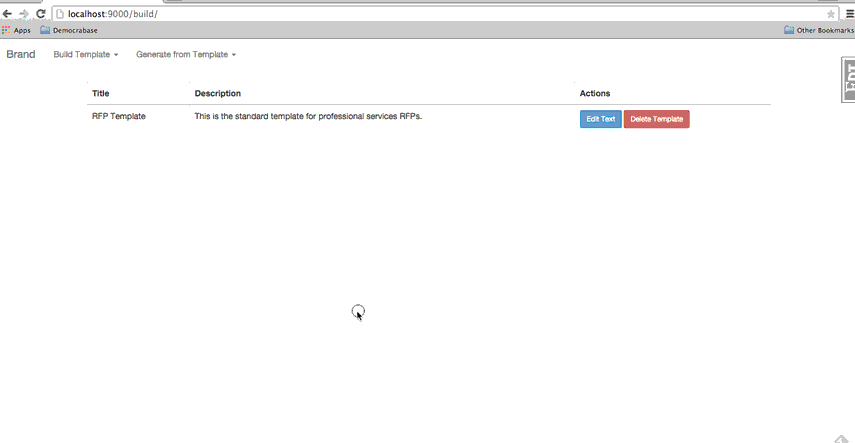 localhost:9000/build/
Apps Democrabase Other Bookmarks
Brand Build Template Generate from Template
Title Description Actions
RFP Template This is the standard template for professional services RFPs. Edit Text Delete Template